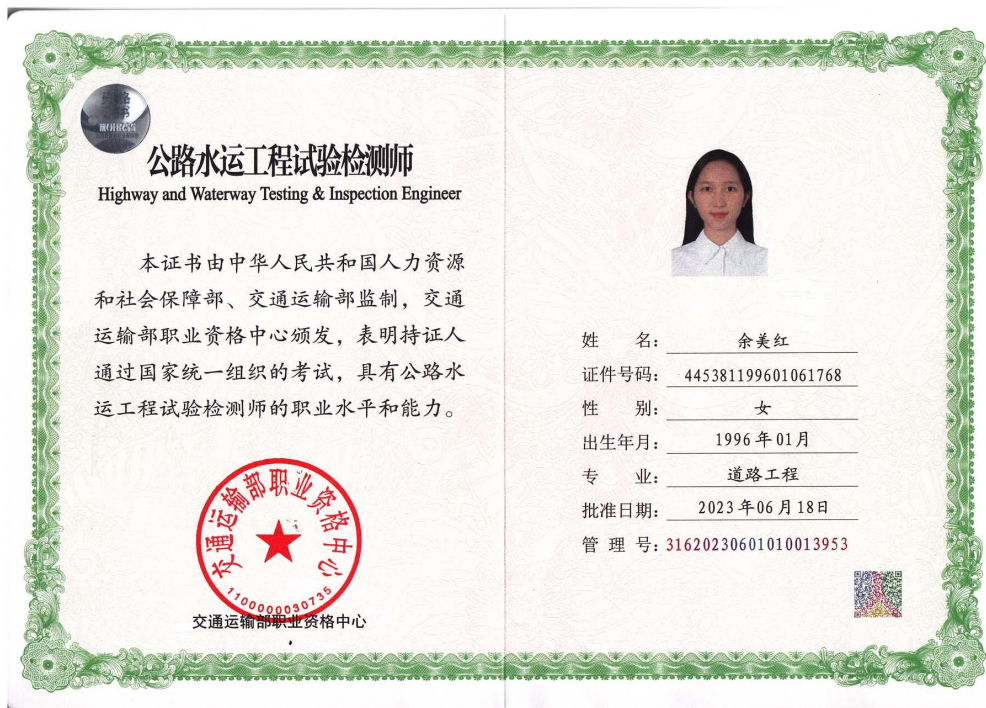 公路水运工程试验检测师
Highway and Waterway Testing & Inspection Engineer
本证书由中华人民共和国人力资源
和社会保障部、交通运输部监制，交通
运输部职业资格中心颁发，表明持证人
通过国家统一组织的考试，具有公路水
运工程试验检测师的职业水平和能力。
交通运输部职业资格中心
1100000030735
交通运输部职业资格中心
姓 名： 余美红
证件号码： 445381199601061768
性 别： 女
出生年月： 1996年01月
专 业： 道路工程
批准日期： 2023年06月18日
管 理 号：31620230601010013953